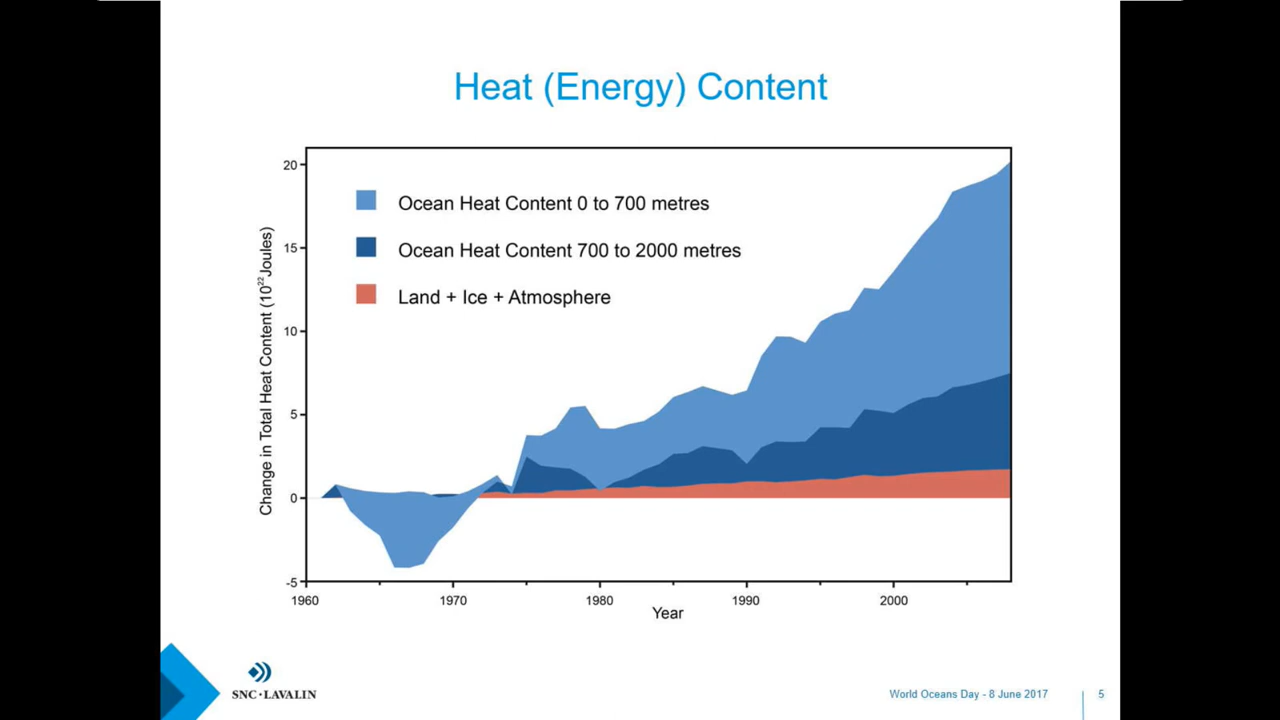 Heat (Energy) Content
20
15
10
5
0
-5
Change in Total Heat Content (10²² Joules)
Ocean Heat Content 0 to 700 metres
Ocean Heat Content 700 to 2000 metres
Land + Ice + Atmosphere
1960 1970 1980 1990 2000
Year
SNC·LAVALIN
World Oceans Day - 8 June 2017
5